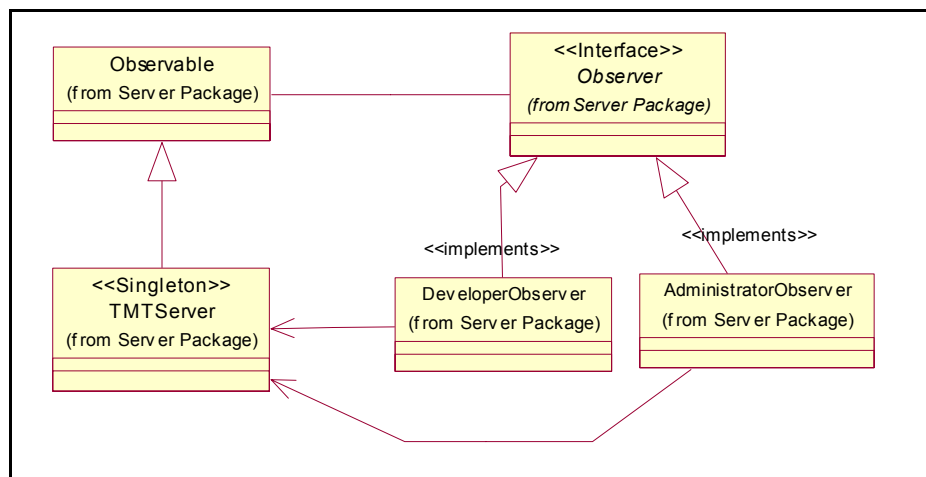 Observable
(from Server Package)
<<Interface>>
Observer
(from Server Package)
<<implements>>
<<implements>>
<<Singleton>>
TMTServer
(from Server Package)
DeveloperObserver
(from Server Package)
AdministratorObserver
(from Server Package)